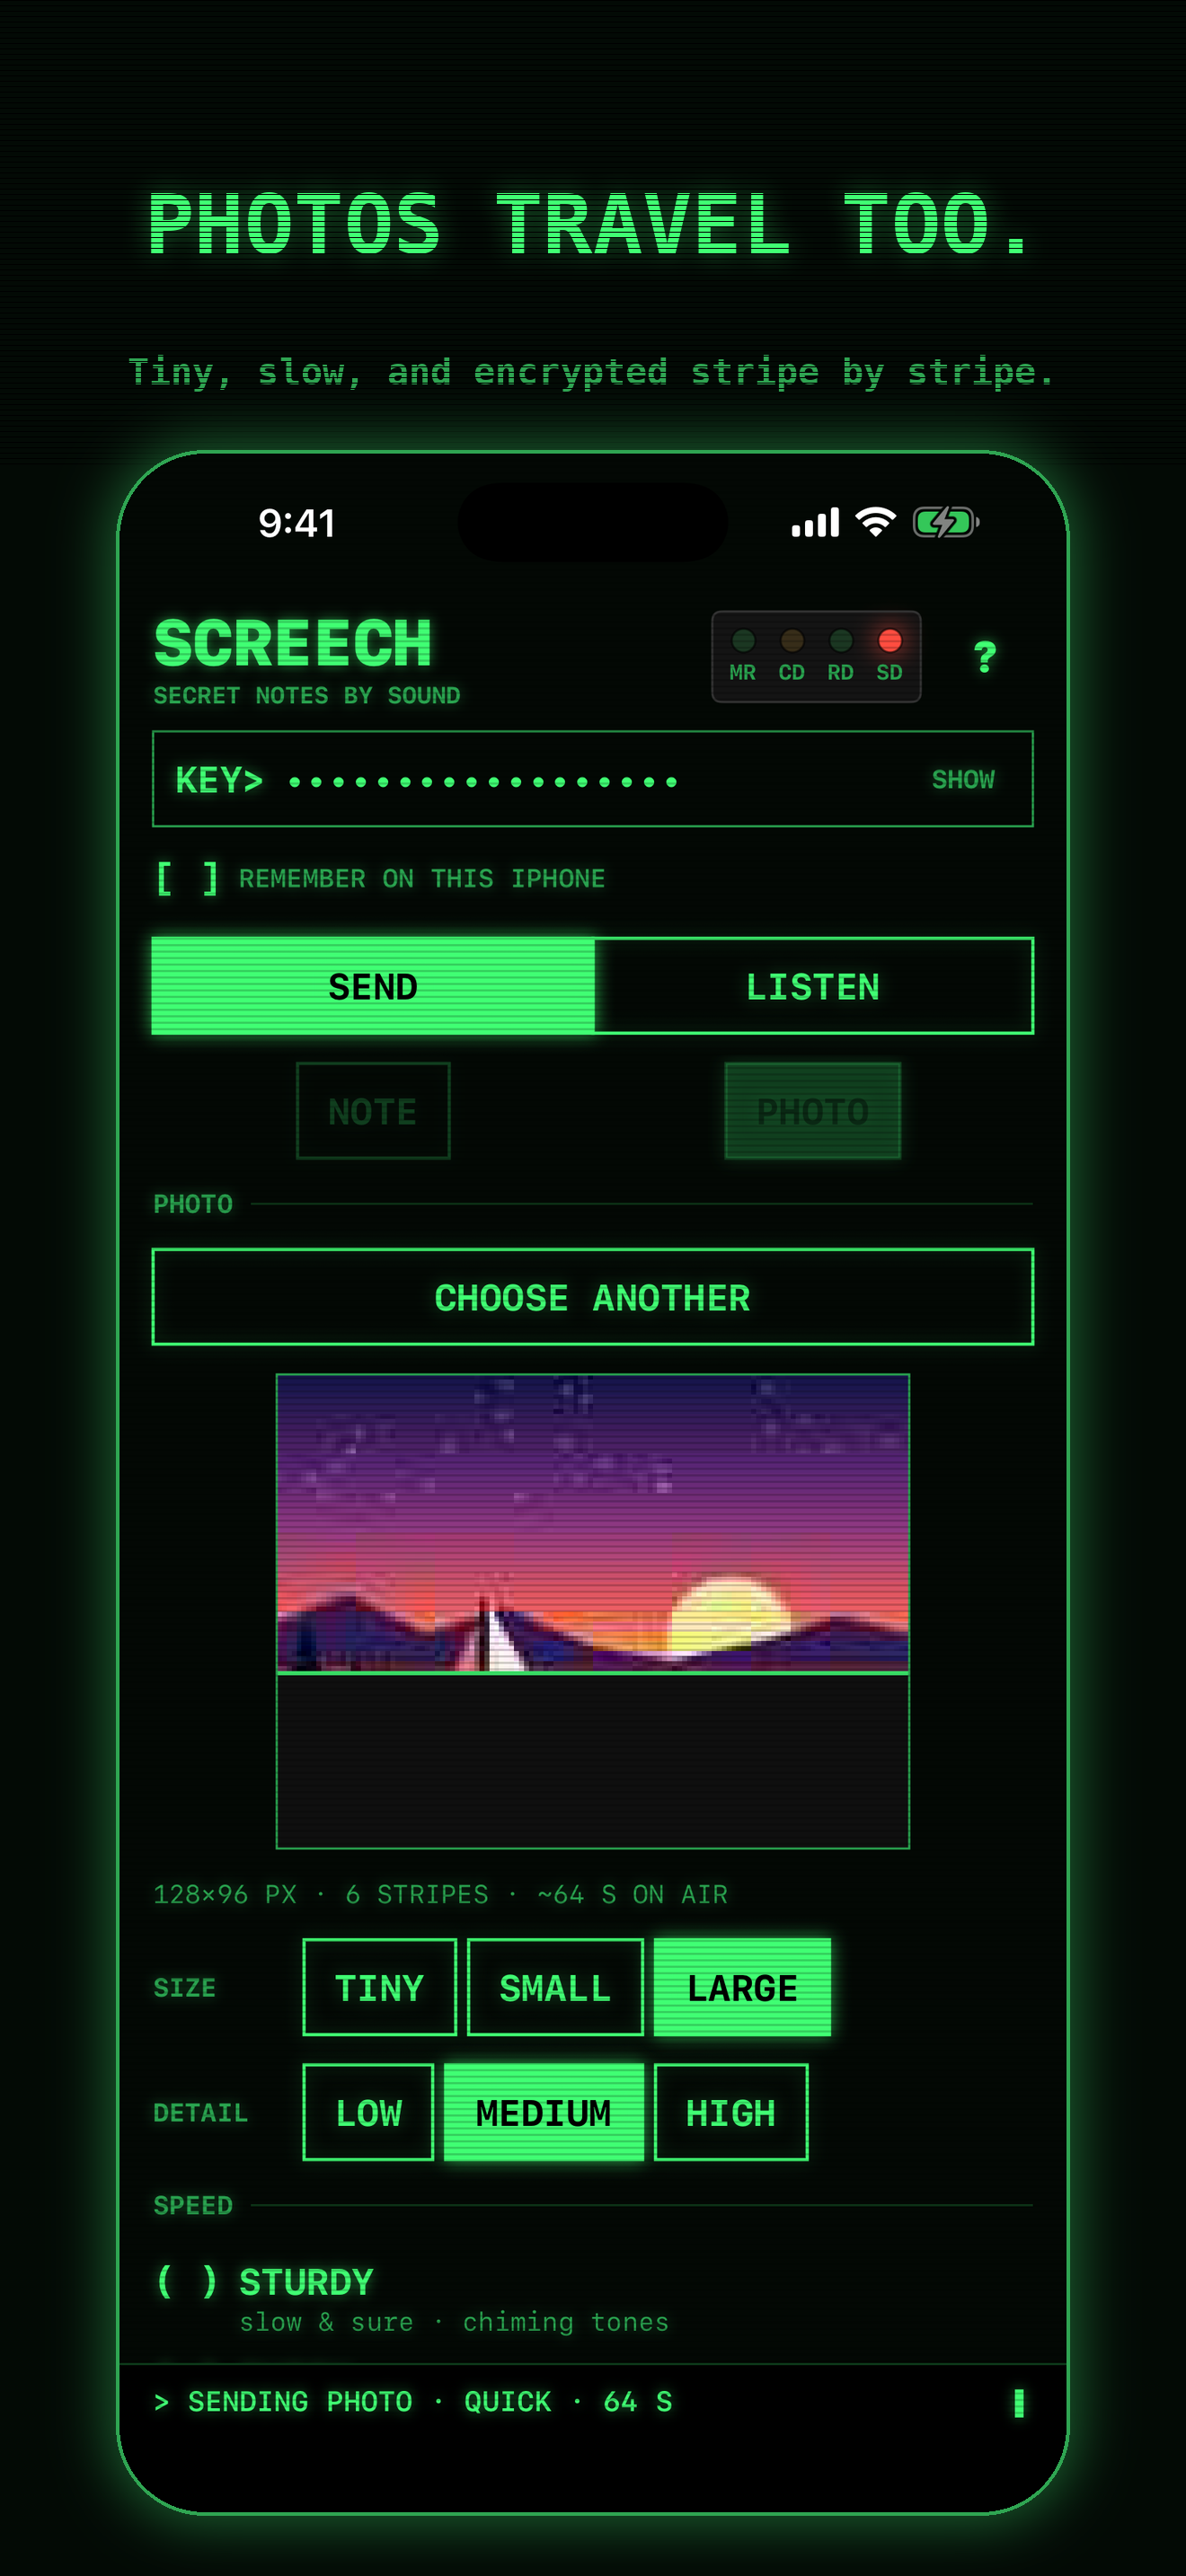 PHOTOS TRAVEL TOO.
Tiny, slow, and encrypted stripe by stripe.
9:41
SCREECH
SECRET NOTES BY SOUND
MR CD RD SD
?
KEY> •••••••••••••••••• SHOW
[ ] REMEMBER ON THIS IPHONE
SEND LISTEN
NOTE PHOTO
PHOTO
CHOOSE ANOTHER
128×96 PX · 6 STRIPES · ~64 S ON AIR
SIZE TINY SMALL LARGE
DETAIL LOW MEDIUM HIGH
SPEED
( ) STURDY
slow & sure · chiming tones
> SENDING PHOTO · QUICK · 64 S